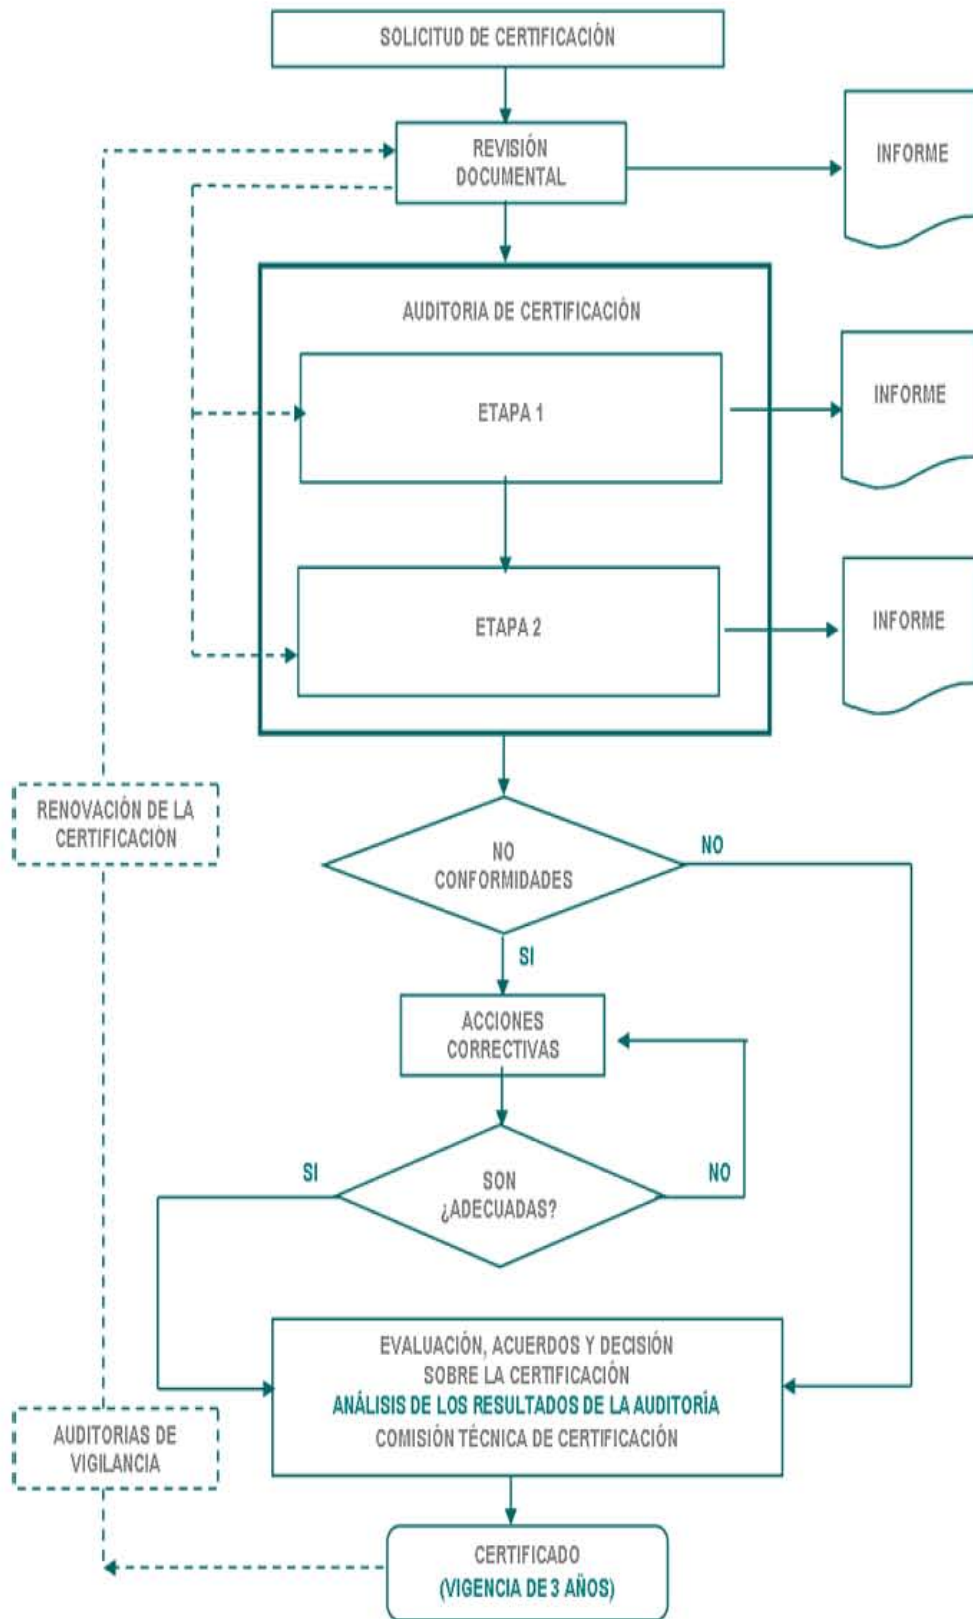 SOLICITUD DE CERTIFICACIÓN
REVISIÓN
DOCUMENTAL
INFORME
AUDITORIA DE CERTIFICACIÓN
ETAPA 1
INFORME
ETAPA 2
INFORME
RENOVACIÓN DE LA
CERTIFICACIÓN
NO
CONFORMIDADES
NO
SI
ACCIONES
CORRECTIVAS
SI
SON
¿ADECUADAS?
NO
EVALUACIÓN, ACUERDOS Y DECISIÓN
SOBRE LA CERTIFICACIÓN
ANÁLISIS DE LOS RESULTADOS DE LA AUDITORÍA
COMISIÓN TÉCNICA DE CERTIFICACIÓN
AUDITORIAS DE
VIGILANCIA
CERTIFICADO
(VIGENCIA DE 3 AÑOS)